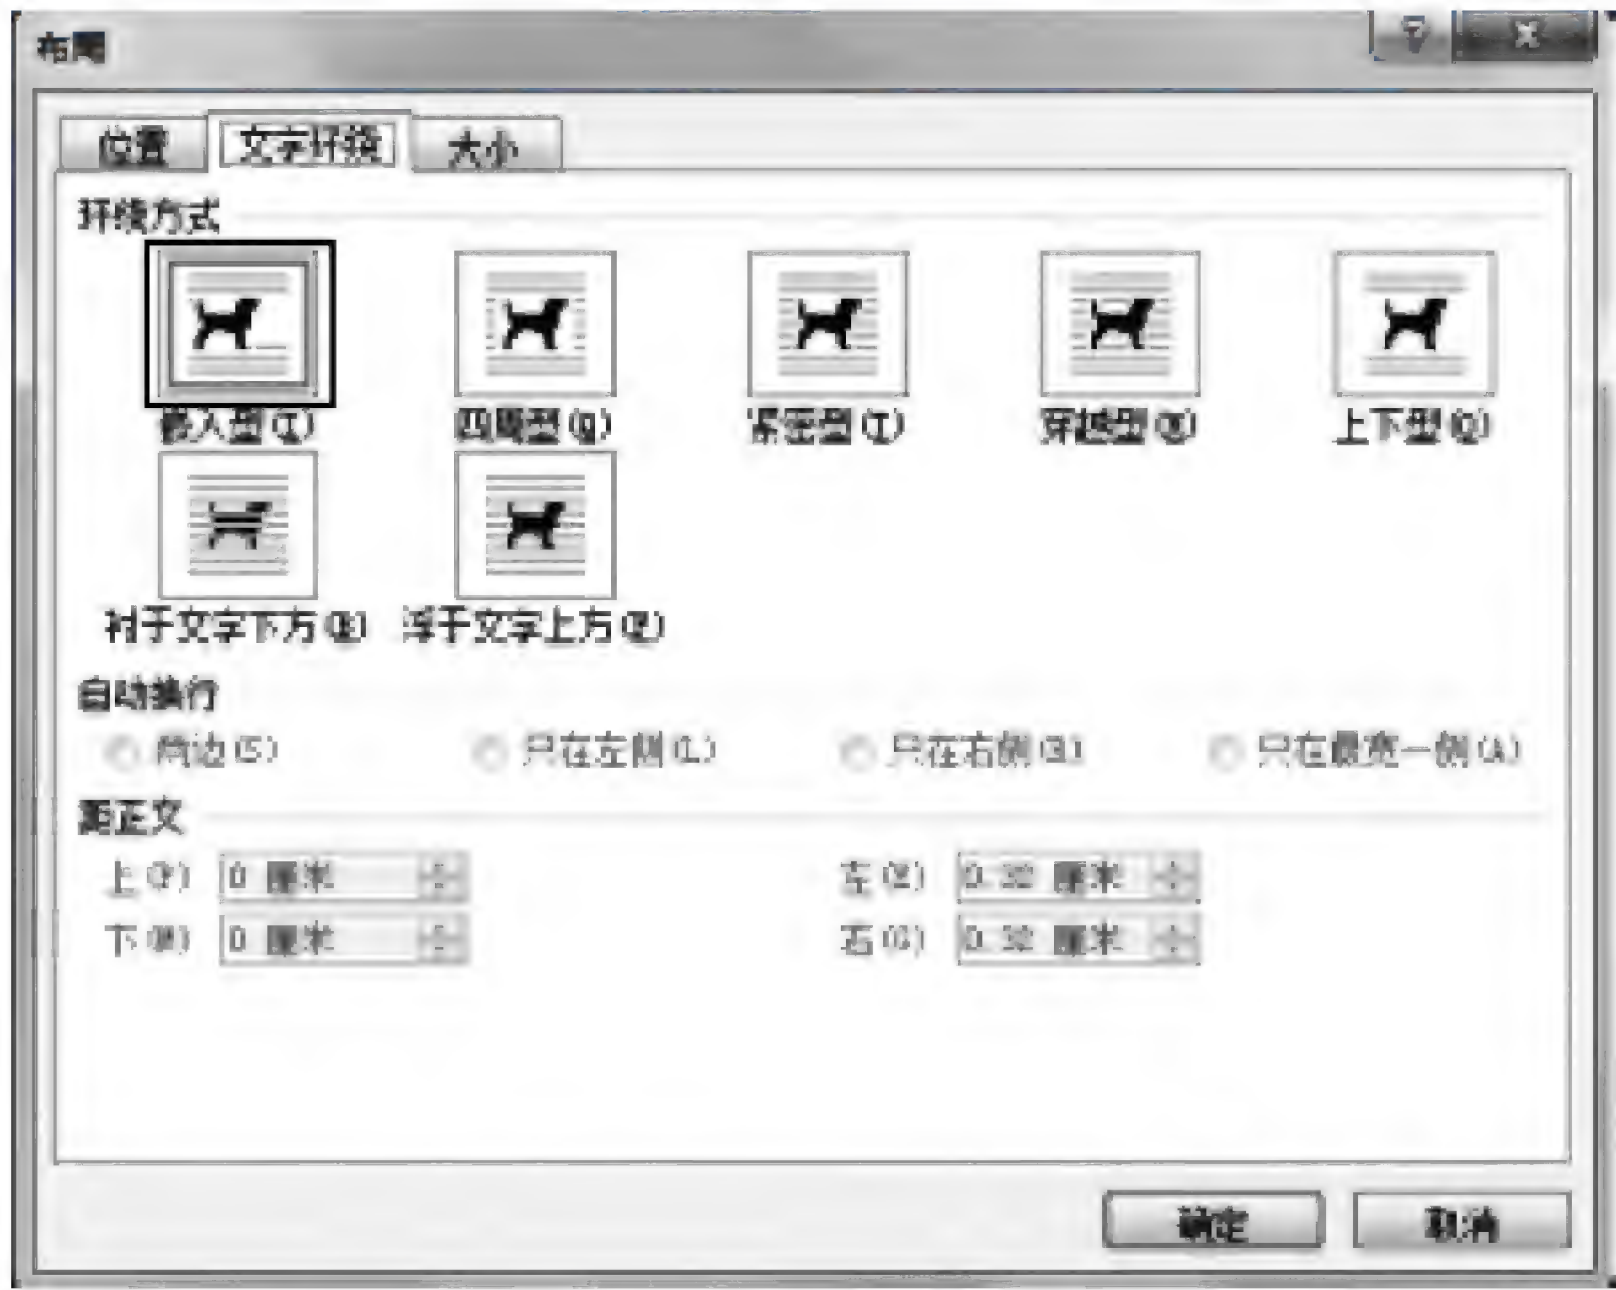 布局
位置 文字环绕 大小
环绕方式
嵌入型(I) 四周型(Q) 紧密型(T) 穿越型 上下型(O)
衬于文字下方 浮于文字上方(F)
自动换行
两边(S) 只在左侧(L) 只在右侧(R) 只在最宽一侧(A)
距正文
上 0 厘米 左 0.32 厘米
下 0 厘米 右(G) 0.32 厘米
确定 取消